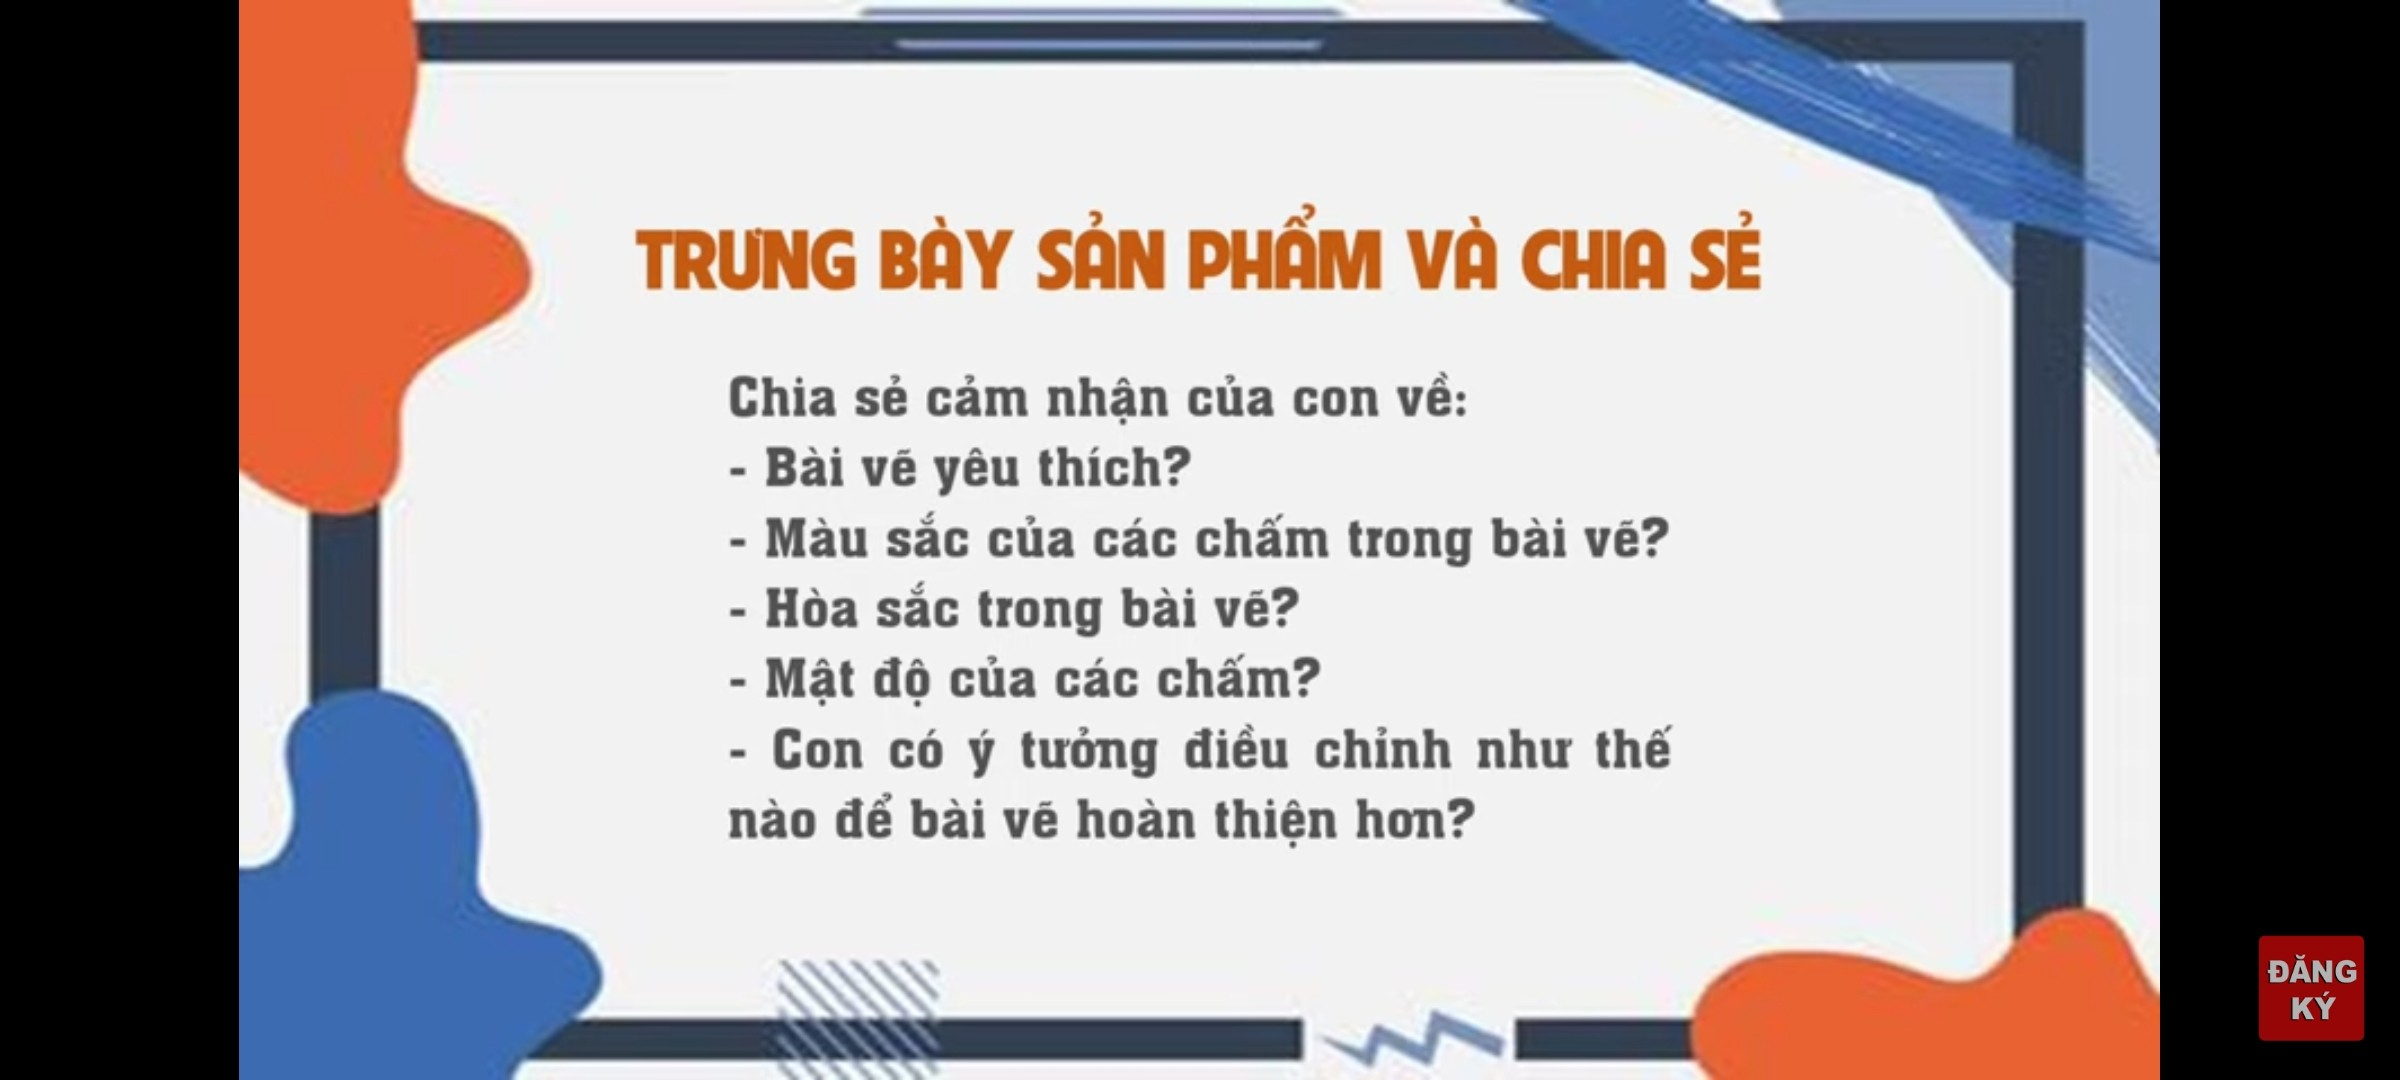 TRƯNG BÀY SẢN PHẨM VÀ CHIA SẺ
Chia sẻ cảm nhận của con về:
- Bài vẽ yêu thích?
- Màu sắc của các chấm trong bài vẽ?
- Hòa sắc trong bài vẽ?
- Mật độ của các chấm?
- Con có ý tưởng điều chỉnh như thế
nào để bài vẽ hoàn thiện hơn?
ĐĂNG
KÝ